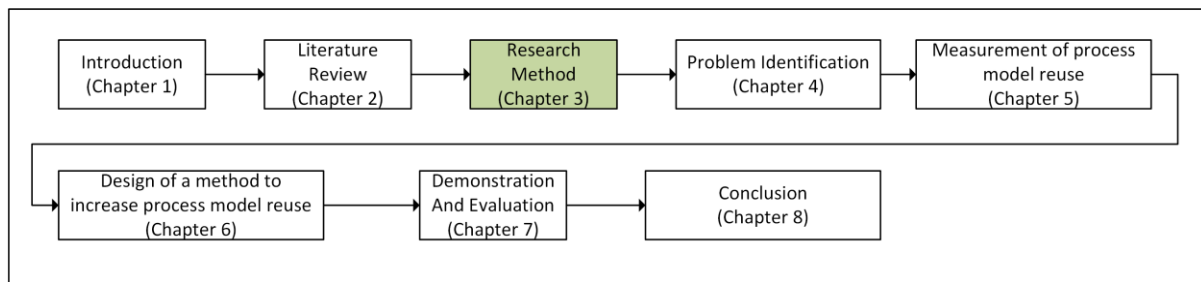 Introduction
(Chapter 1)
Literature
Review
(Chapter 2)
Research
Method
(Chapter 3)
Problem Identification
(Chapter 4)
Measurement of process
model reuse
(Chapter 5)
Design of a method to
increase process model reuse
(Chapter 6)
Demonstration
And Evaluation
(Chapter 7)
Conclusion
(Chapter 8)